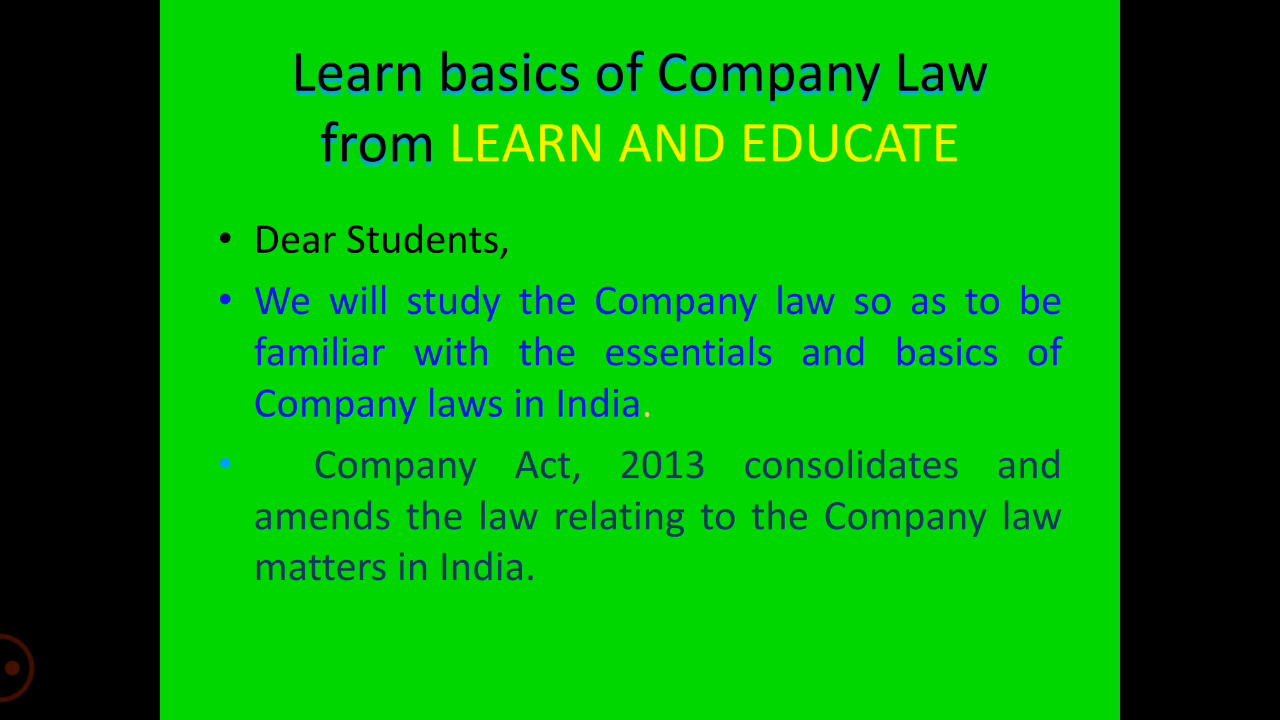 Learn basics of Company Law
from LEARN AND EDUCATE
• Dear Students,
• We will study the Company law so as to be
familiar with the essentials and basics of
Company laws in India.
• Company Act, 2013 consolidates and
amends the law relating to the Company law
matters in India.